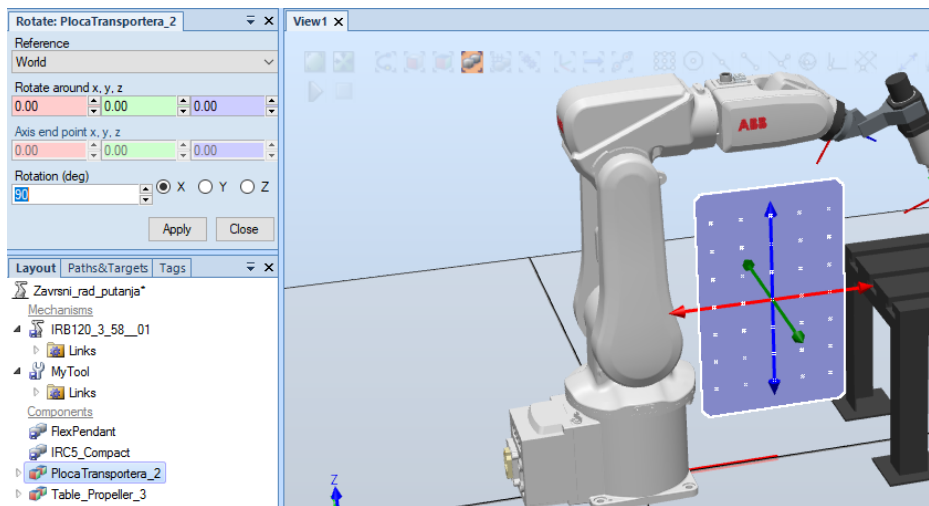 Rotate: PlocaTransportera_2
Reference
World
Rotate around x, y, z
0.00 0.00 0.00
Axis end point x, y, z
0.00 0.00 0.00
Rotation (deg)
90 X Y Z
Apply Close
Layout Paths&Targets Tags
Zavrsni_rad_putanja*
Mechanisms
IRB120_3_58__01
Links
MyTool
Links
Components
FlexPendant
IRC5_Compact
PlocaTransportera_2
Table_Propeller_3
View1
ABB
Z